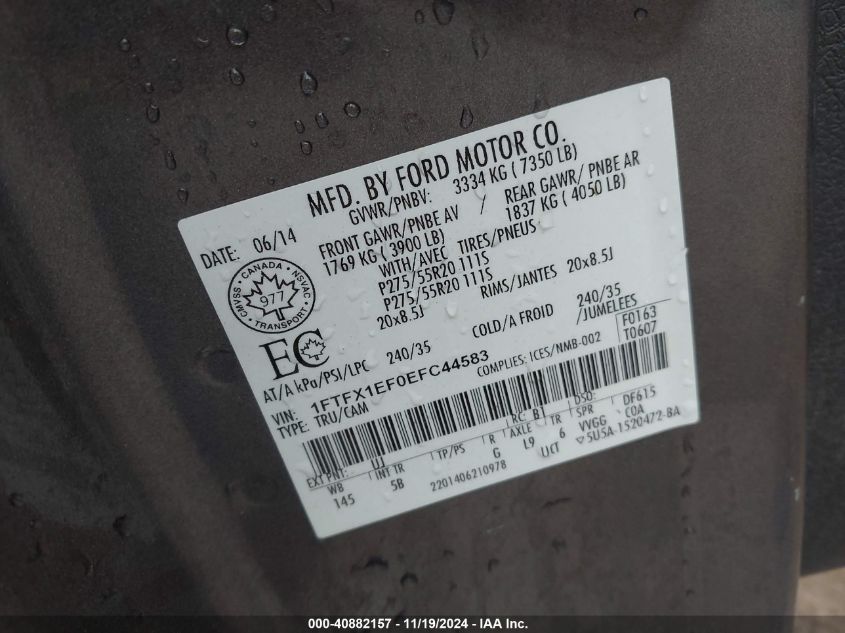 MFD. BY FORD MOTOR CO.
GVWR/PNBV: 3334 KG ( 7350 LB)
DATE: 06/14
FRONT GAWR/PNBE AV / REAR GAWR/ PNBE AR
1769 KG ( 3900 LB) 1837 KG ( 4050 LB)
WITH/AVEC TIRES/PNEUS
P275/55R20 111S
P275/55R20 111S
RIMS/JANTES 20x8.5J
20x8.5J
CANADA
CMVSS NSVAC
977
TRANSPORT
EC
AT/A kPa/PSI/LPC 240/35 COLD/A FROID 240/35
/JUMELEES
VIN: 1FTFX1EF0EFC44583
COMPLIES: ICES/NMB-002
F0163
T0607
TYPE: TRU/CAM
EXT PNT: UJ RC: B DSO:
WB INT TR TP/PS R AXLE TR SPR DF615
145 5B G L9 6 VVGG COA
2201406210978 UCT 5U5A-1520472-BA
000-40882157 - 11/19/2024 - IAA Inc.